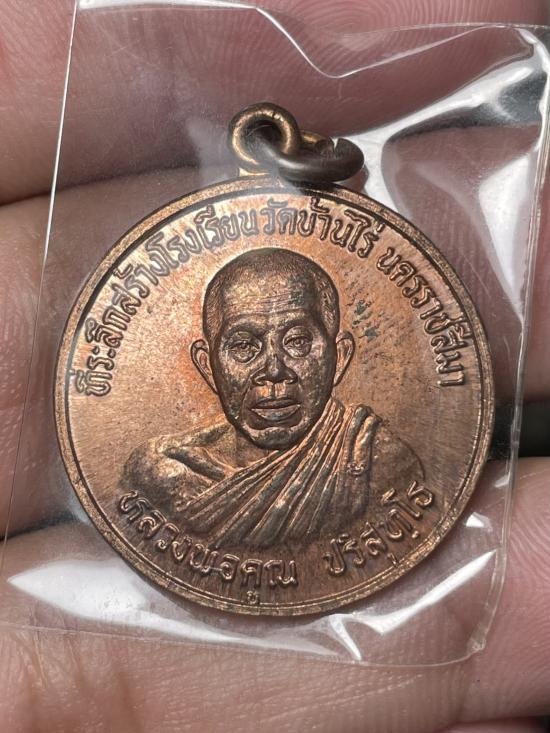 ที่ระลึกสร้างโรงเรียนวัดบ้านไร่ นครราชสีมา
หลวงพ่อคูณ ปริสุทฺโธ